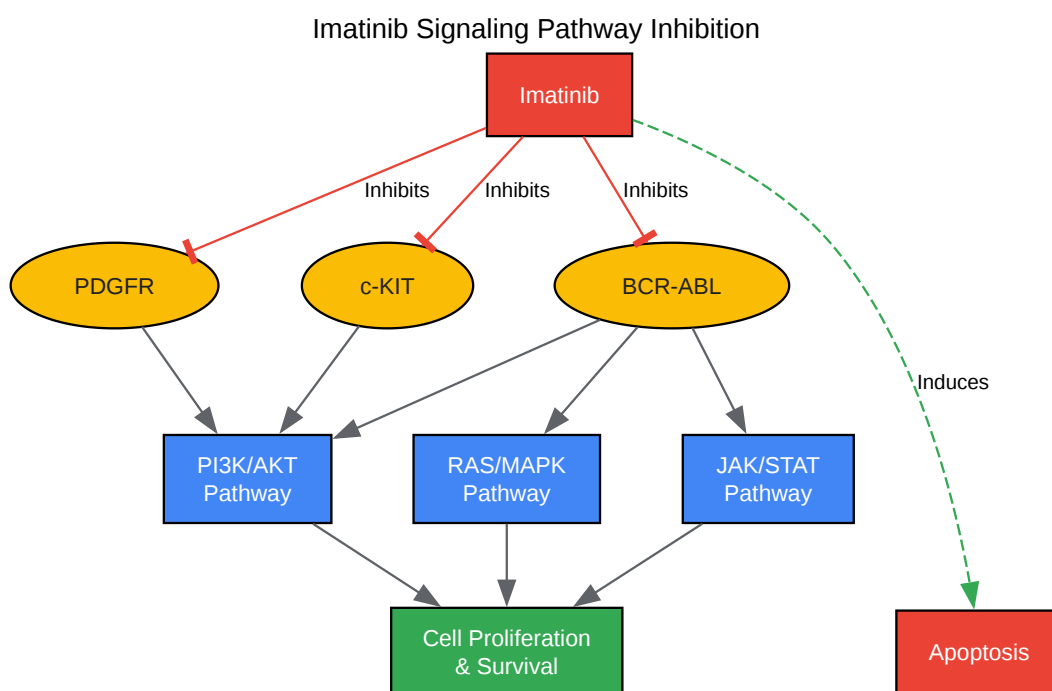 Imatinib Signaling Pathway Inhibition
Imatinib
Inhibits
Inhibits
Inhibits
PDGFR
c-KIT
BCR-ABL
Induces
PI3K/AKT
Pathway
RAS/MAPK
Pathway
JAK/STAT
Pathway
Cell Proliferation
& Survival
Apoptosis